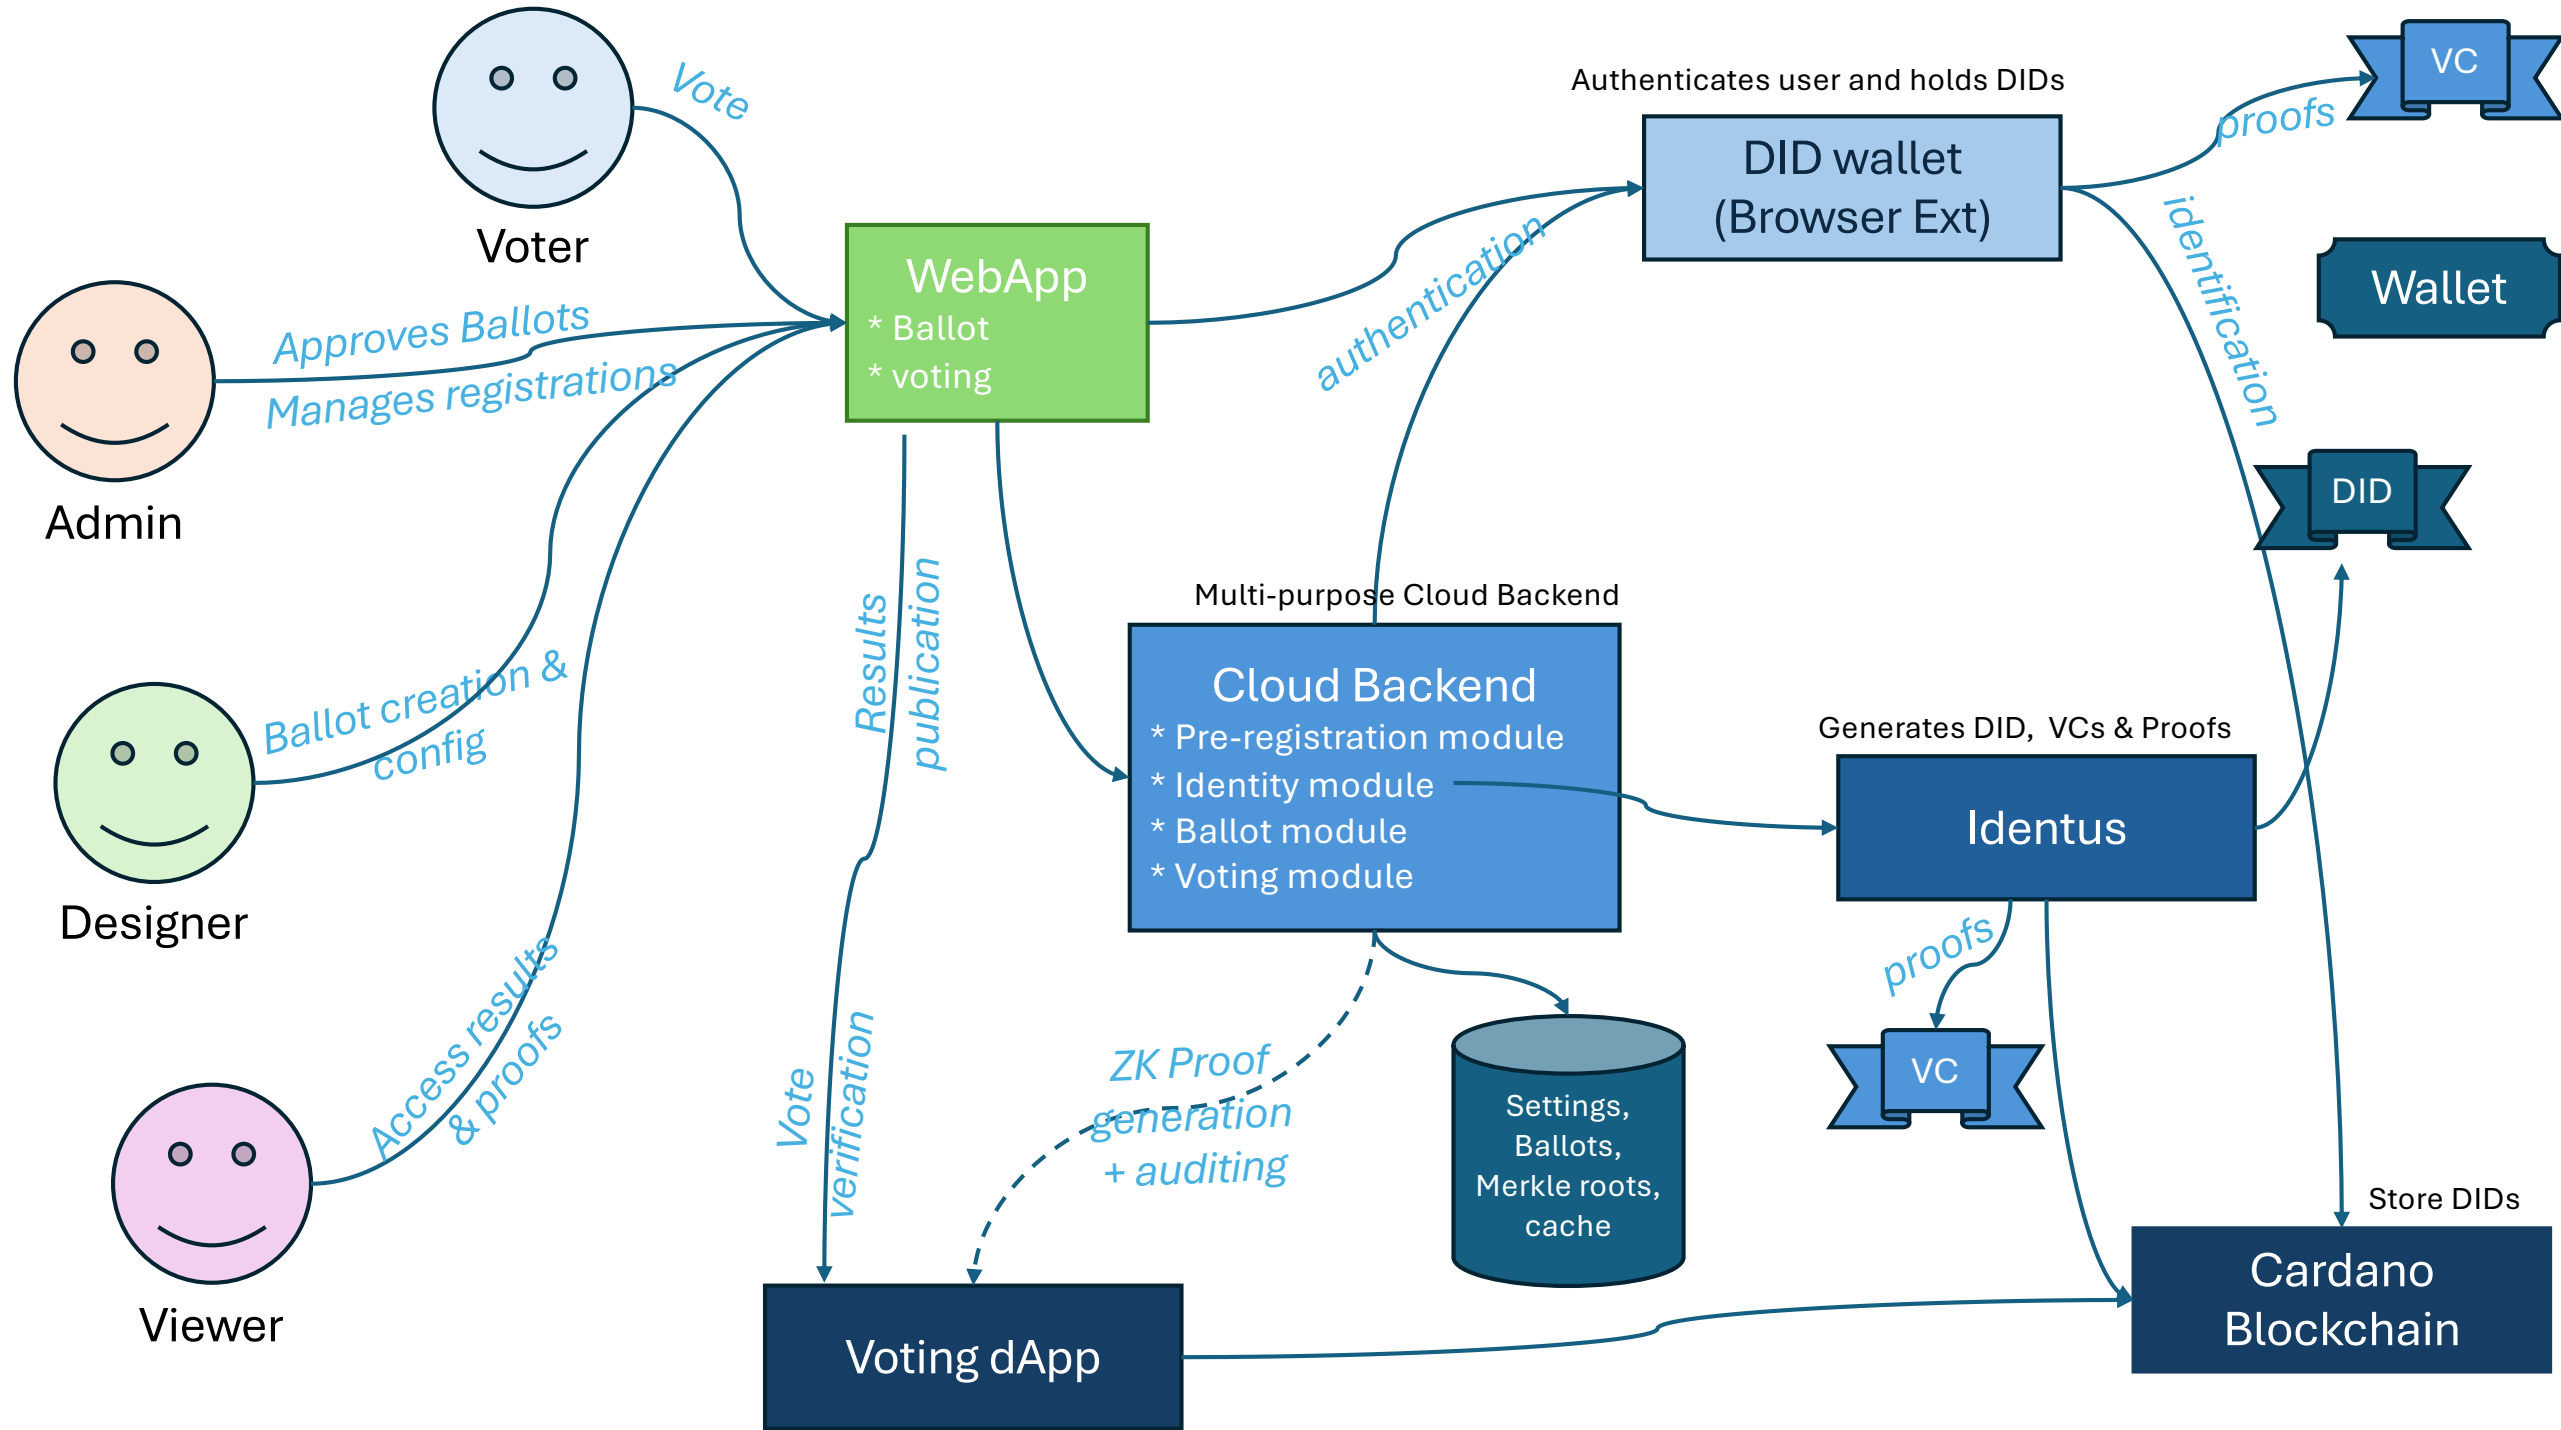 Vote
Voter
Approves Ballots
Manages registrations
Admin
Ballot creation &
config
Designer
Access results
& proofs
Viewer
WebApp
* Ballot
* voting
Results
publication
Vote
verification
authentication
Authenticates user and holds DIDs
DID wallet
(Browser Ext)
proofs
VC
identification
Wallet
DID
Multi-purpose Cloud Backend
Cloud Backend
* Pre-registration module
* Identity module
* Ballot module
* Voting module
Generates DID,  VCs & Proofs
Identus
proofs
VC
ZK Proof
generation
+ auditing
Settings,
Ballots,
Merkle roots,
cache
Store DIDs
Cardano
Blockchain
Voting dApp